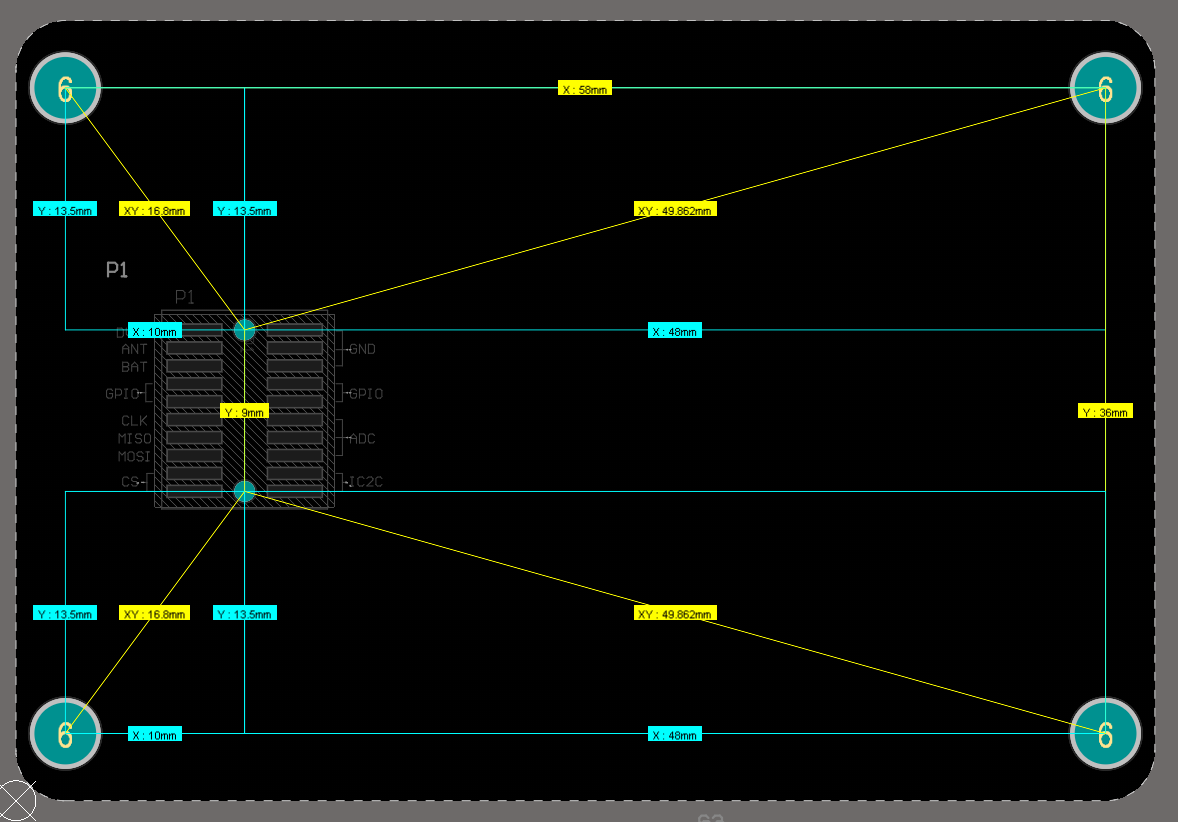 6
X : 58mm
6
Y : 13.5mm
XY : 16.8mm
Y : 13.5mm
XY : 49.862mm
P1
P1
X : 10mm
X : 48mm
ANT
GND
BAT
GPIO
GPIO
Y : 9mm
Y : 36mm
CLK
MISO
ADC
MOSI
CS
IC2C
Y : 13.5mm
XY : 16.8mm
Y : 13.5mm
XY : 49.862mm
6
X : 10mm
X : 48mm
6